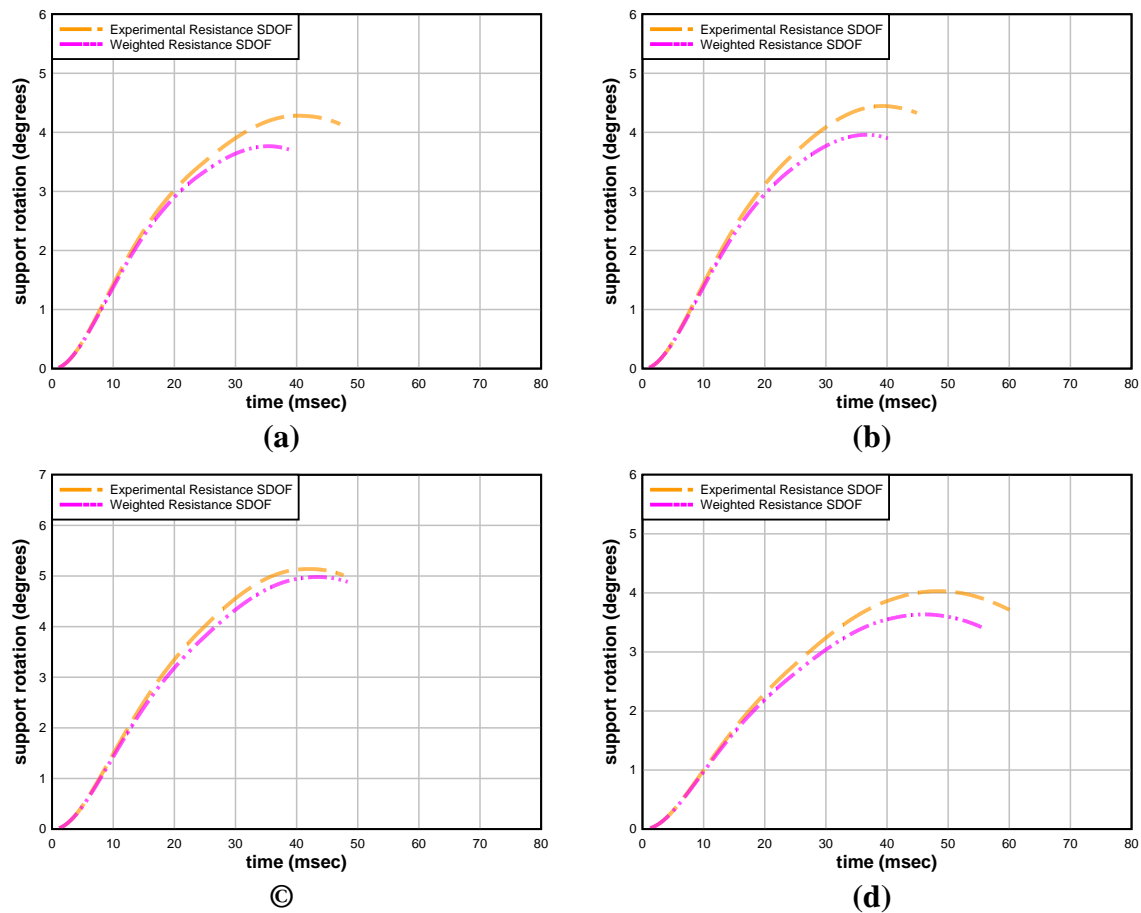 6
5
4
3
2
1
0
support rotation (degrees)
Experimental Resistance SDOF
Weighted Resistance SDOF
0 10 20 30 40 50 60 70 80
time (msec)
(a)
6
5
4
3
2
1
0
support rotation (degrees)
Experimental Resistance SDOF
Weighted Resistance SDOF
0 10 20 30 40 50 60 70 80
time (msec)
(b)
7
6
5
4
3
2
1
0
support rotation (degrees)
Experimental Resistance SDOF
Weighted Resistance SDOF
0 10 20 30 40 50 60 70 80
time (msec)
©
6
5
4
3
2
1
0
support rotation (degrees)
Experimental Resistance SDOF
Weighted Resistance SDOF
0 10 20 30 40 50 60 70 80
time (msec)
(d)